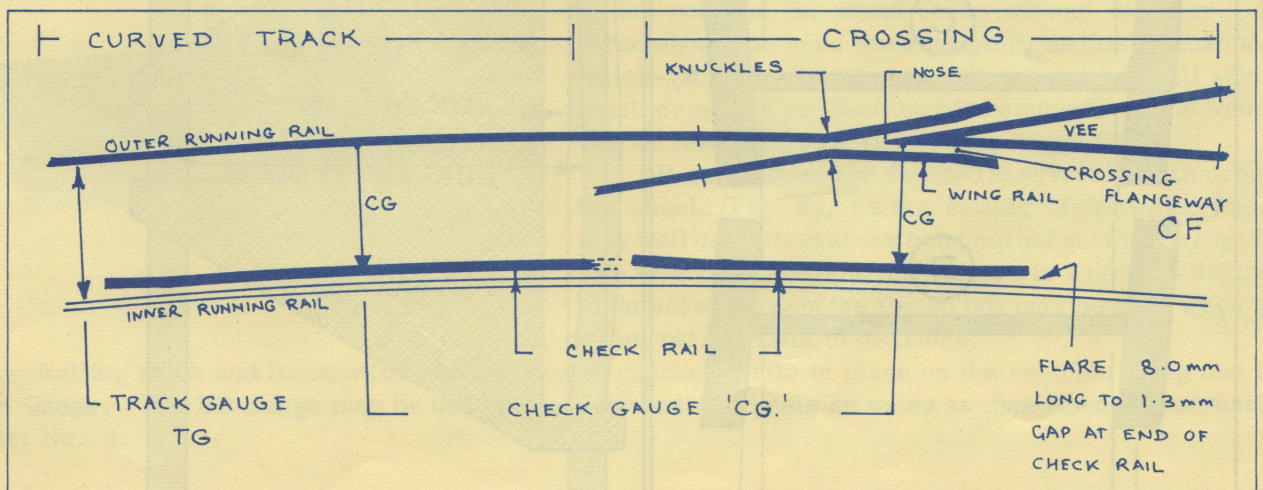 CURVED TRACK
CROSSING
KNUCKLES
NOSE
OUTER RUNNING RAIL
VEE
CROSSING
FLANGEWAY
CF
WING RAIL
CG
CG
INNER RUNNING RAIL
CHECK RAIL
FLARE 8.0mm
LONG TO 1.3mm
GAP AT END OF
CHECK RAIL
TRACK GAUGE
TG
CHECK GAUGE 'CG.'